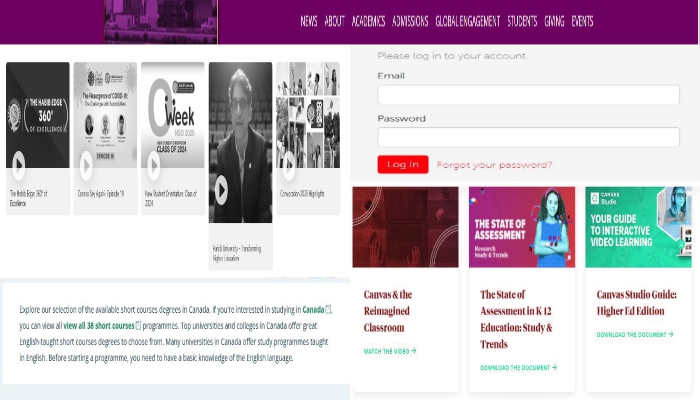 NEWS ABOUT ACADEMICS ADMISSIONS GLOBAL ENGAGEMENT STUDENTS GIVING EVENTS
THE HABIB EDGE
360°
OF EXCELLENCE
The Habib Edge: 360° of
Excellence
The Resurgence of COVID-19:
EPISODE 10
Corona Say Agahi - Episode 10
Week
NSO 2020
NEW STUDENT ORIENTATION
CLASS OF 2024
New Student Orientation: Class of
2024
Habib University - Transforming
Higher Education
Convocation 2020 Highlights
Explore our selection of the available short courses degrees in Canada. If you're interested in studying in Canada,
you can view all view all 38 short courses programmes. Top universities and colleges in Canada offer great
English-taught short courses degrees to choose from. Many universities in Canada offer study programmes taught
in English. Before starting a programme, you need to have a basic knowledge of the English language.
Please log in to your account.
Email
Password
Log In Forgot your password?
Canvas & the
Reimagined
Classroom
WATCH THE VIDEO →
THE STATE OF
ASSESSMENT
Research
Study & Trends
The State of
Assessment in K-12
Education: Study &
Trends
DOWNLOAD THE DOCUMENT →
CANVAS
Studio
YOUR GUIDE
TO INTERACTIVE
VIDEO LEARNING
Canvas Studio Guide:
Higher Ed Edition
DOWNLOAD THE DOCUMENT →